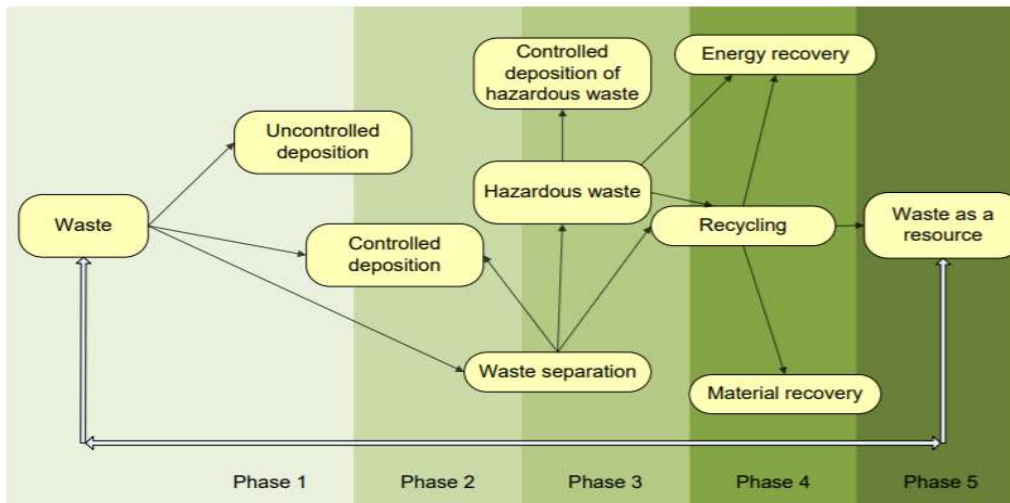 Controlled
deposition of
hazardous waste
Energy recovery
Uncontrolled
deposition
Hazardous waste
Waste
Controlled
deposition
Recycling
Waste as a
resource
Waste separation
Material recovery
Phase 1
Phase 2
Phase 3
Phase 4
Phase 5